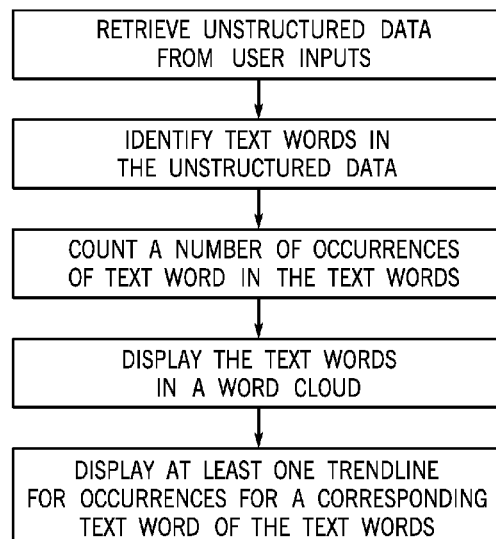 RETRIEVE UNSTRUCTURED DATA
FROM USER INPUTS
IDENTIFY TEXT WORDS IN
THE UNSTRUCTURED DATA
COUNT A NUMBER OF OCCURRENCES
OF TEXT WORD IN THE TEXT WORDS
DISPLAY THE TEXT WORDS
IN A WORD CLOUD
DISPLAY AT LEAST ONE TRENDLINE
FOR OCCURRENCES FOR A CORRESPONDING
TEXT WORD OF THE TEXT WORDS